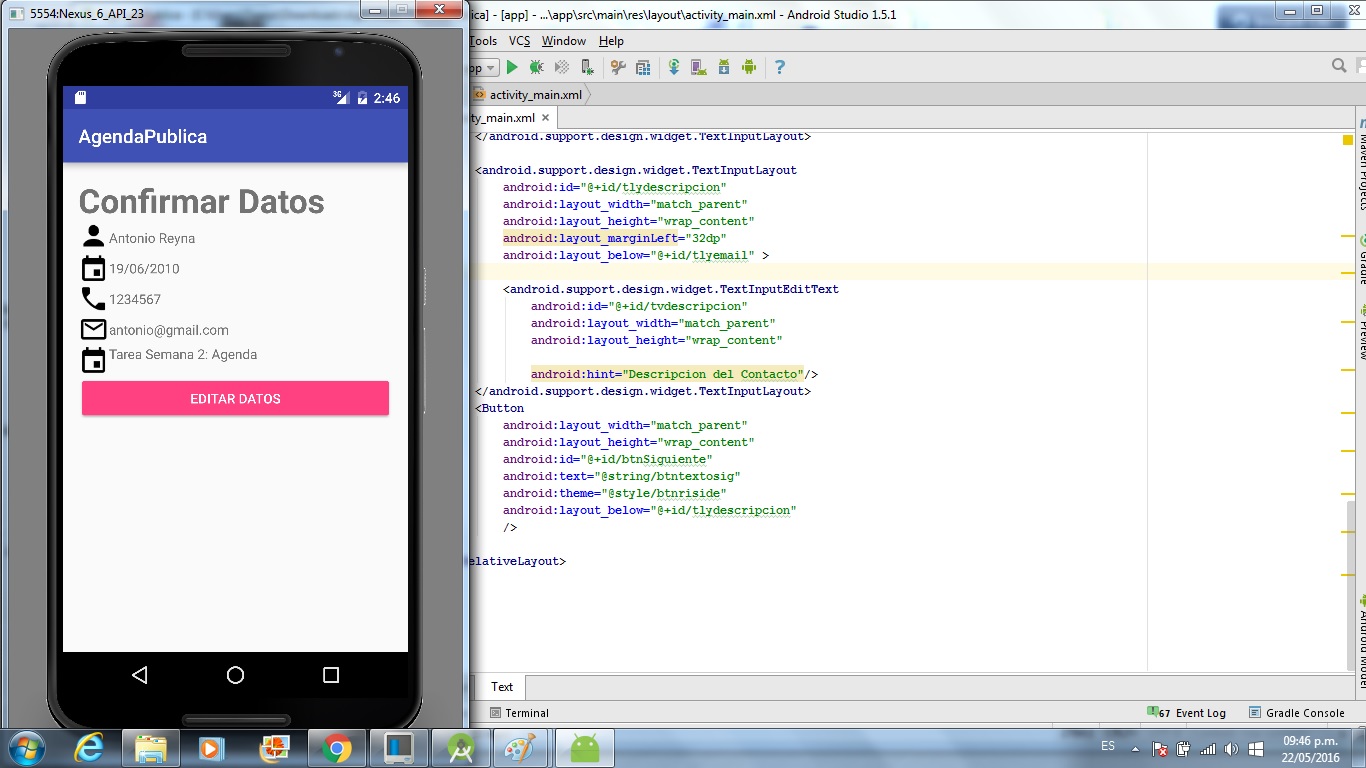 5554:Nexus_6_API_23
ica] - [app] - ...\app\src\main\res\layout\activity_main.xml - Android Studio 1.5.1
Tools VCS Window Help
pp
activity_main.xml
ty_main.xml
3G 2:46
AgendaPublica
Confirmar Datos
Antonio Reyna
19/06/2010
1234567
antonio@gmail.com
Tarea Semana 2: Agenda
EDITAR DATOS
</android.support.design.widget.TextInputLayout>
<android.support.design.widget.TextInputLayout
android:id="@+id/tlydescripcion"
android:layout_width="match_parent"
android:layout_height="wrap_content"
android:layout_marginLeft="32dp"
android:layout_below="@+id/tlyemail" >
<android.support.design.widget.TextInputEditText
android:id="@+id/tvdescripcion"
android:layout_width="match_parent"
android:layout_height="wrap_content"
android:hint="Descripcion del Contacto"/>
</android.support.design.widget.TextInputLayout>
<Button
android:layout_width="match_parent"
android:layout_height="wrap_content"
android:id="@+id/btnSiguiente"
android:text="@string/btntextosig"
android:theme="@style/btnriside"
android:layout_below="@+id/tlydescripcion"
/>
elativeLayout>
Maven Projects
Gradle
Preview
Android Model
Text
Terminal
67 Event Log
Gradle Console
ES
09:46 p.m.
22/05/2016